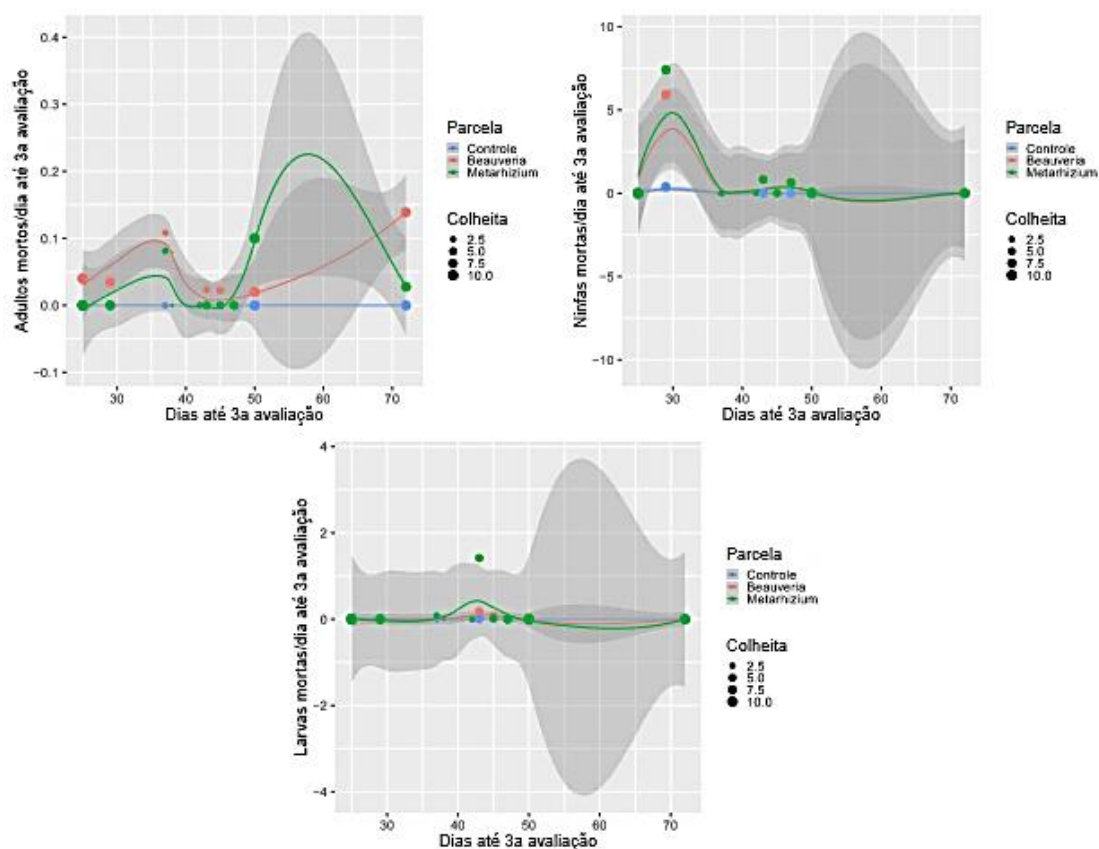 Adultos mortos/dia até 3a avaliação
0.4
0.3
0.2
0.1
0.0
−0.1
30 40 50 60 70
Dias até 3a avaliação
Parcela
Controle
Beauveria
Metarhizium
Colheita
2.5
5.0
7.5
10.0
Ninfas mortas/dia até 3a avaliação
10
5
0
−5
−10
30 40 50 60 70
Dias até 3a avaliação
Parcela
Controle
Beauveria
Metarhizium
Colheita
2.5
5.0
7.5
10.0
Larvas mortas/dia até 3a avaliação
4
2
0
−2
−4
30 40 50 60 70
Dias até 3a avaliação
Parcela
Controle
Beauveria
Metarhizium
Colheita
2.5
5.0
7.5
10.0